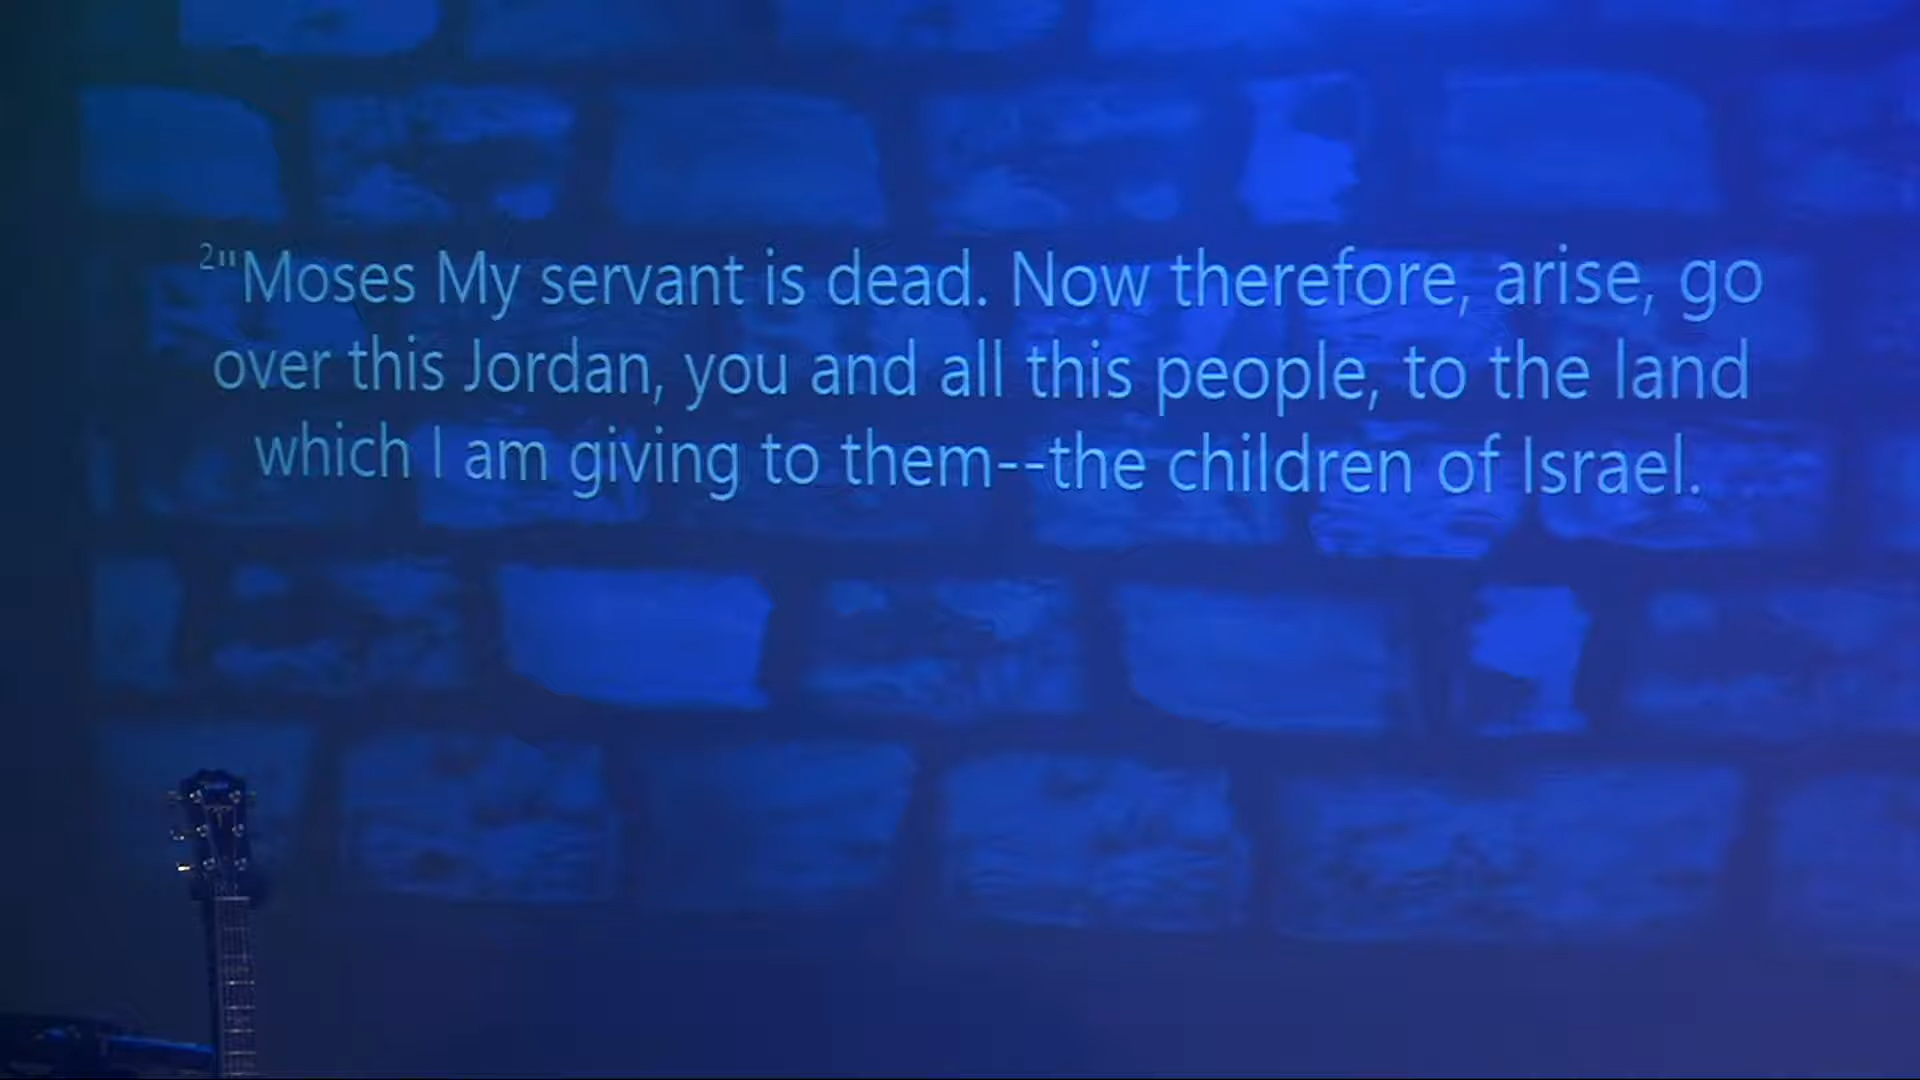 ²"Moses My servant is dead. Now therefore, arise, go
over this Jordan, you and all this people, to the land
which I am giving to them--the children of Israel.